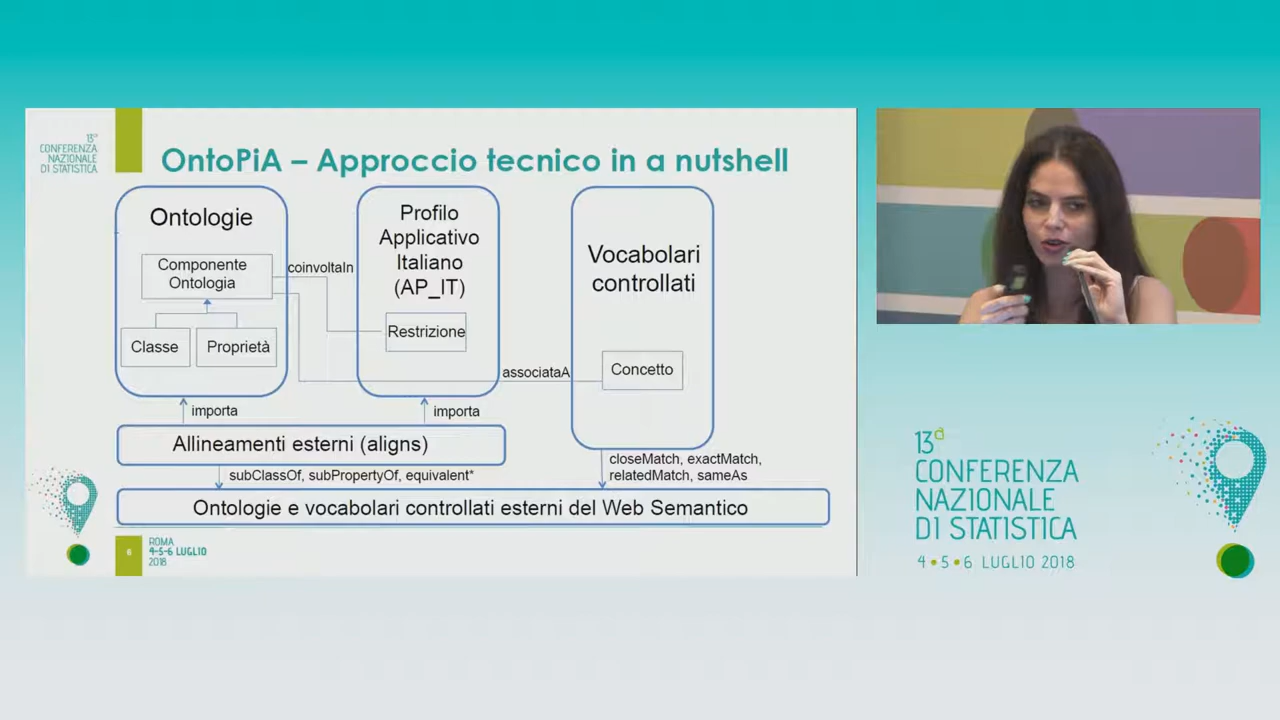 13ª
CONFERENZA
NAZIONALE
DI STATISTICA
OntoPiA – Approccio tecnico in a nutshell
Ontologie
Componente
Ontologia
Classe
Proprietà
coinvoltaIn
Profilo
Applicativo
Italiano
(AP_IT)
Restrizione
associataA
Vocabolari
controllati
Concetto
importa
importa
Allineamenti esterni (aligns)
subClassOf, subPropertyOf, equivalent*
closeMatch, exactMatch,
relatedMatch, sameAs
Ontologie e vocabolari controllati esterni del Web Semantico
6
ROMA
4-5-6 LUGLIO
2018
13ª
CONFERENZA
NAZIONALE
DI STATISTICA
4•5•6 LUGLIO 2018